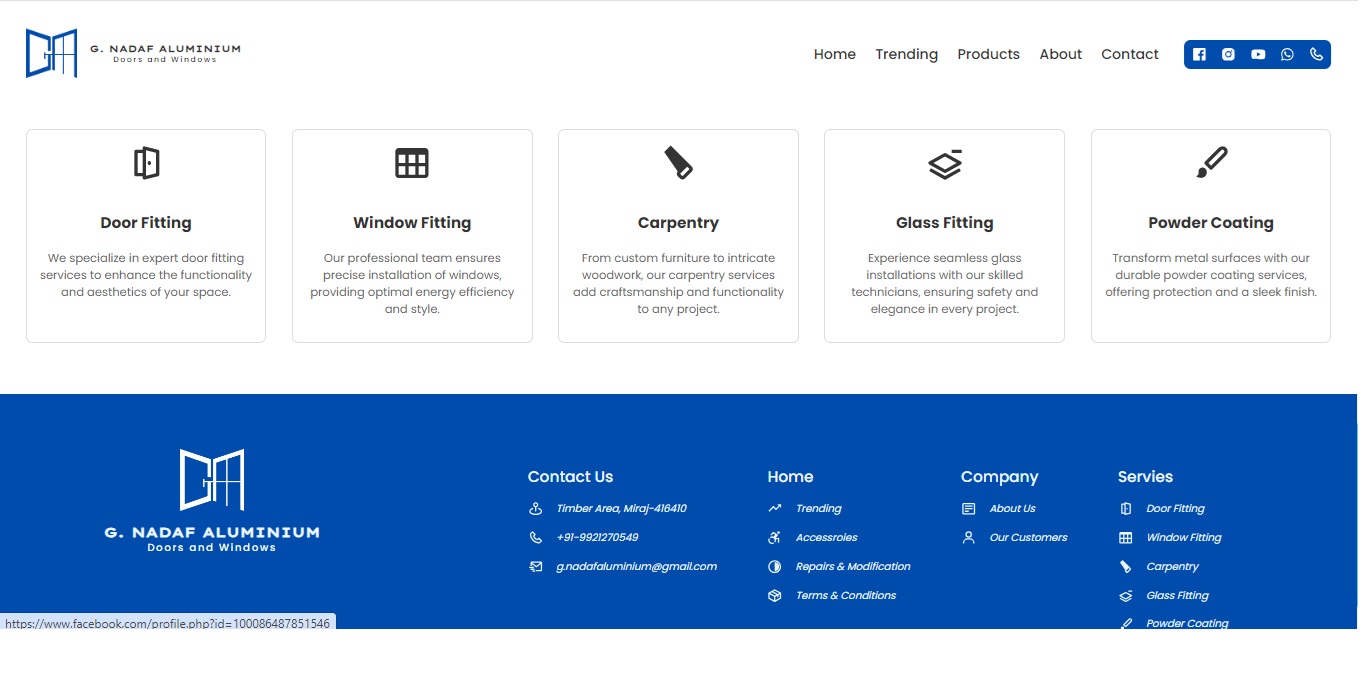 G. NADAF ALUMINIUM
Doors and Windows
Home Trending Products About Contact
Door Fitting
We specialize in expert door fitting
services to enhance the functionality
and aesthetics of your space.
Window Fitting
Our professional team ensures
precise installation of windows,
providing optimal energy efficiency
and style.
Carpentry
From custom furniture to intricate
woodwork, our carpentry services
add craftsmanship and functionality
to any project.
Glass Fitting
Experience seamless glass
installations with our skilled
technicians, ensuring safety and
elegance in every project.
Powder Coating
Transform metal surfaces with our
durable powder coating services,
offering protection and a sleek finish.
G. NADAF ALUMINIUM
Doors and Windows
Contact Us
Timber Area, Miraj-416410
+91-9921270549
g.nadafaluminium@gmail.com
Home
Trending
Accessroies
Repairs & Modification
Terms & Conditions
Company
About Us
Our Customers
Servies
Door Fitting
Window Fitting
Carpentry
Glass Fitting
Powder Coating
https://www.facebook.com/profile.php?id=100086487851546